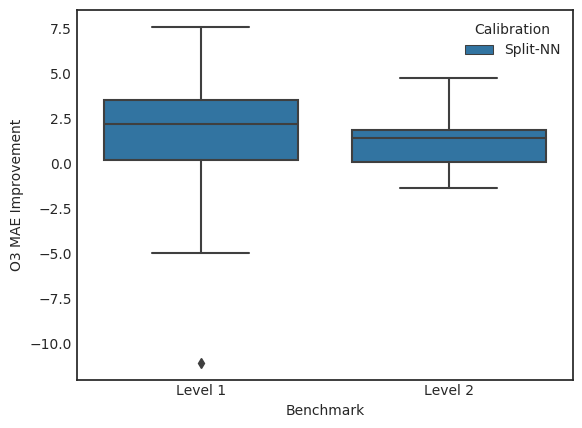 Calibration
Split-NN
O3 MAE Improvement
7.5
5.0
2.5
0.0
−2.5
−5.0
−7.5
−10.0
Level 1
Level 2
Benchmark